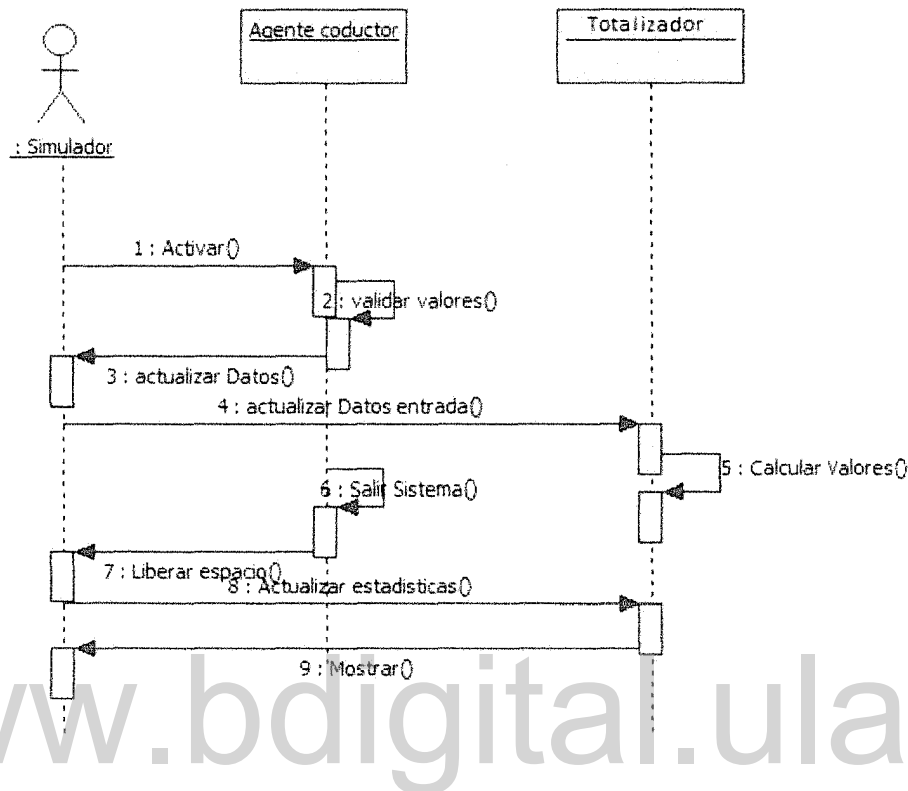 Agente coductor
Totalizador
: Simulador
1 : Activar()
2 : validar valores()
3 : actualizar Datos()
4 : actualizar Datos entrada()
5 : Calcular Valores()
6 : Salir Sistema()
7 : Liberar espacio()
8 : Actualizar estadisticas()
9 : Mostrar()
w.bdigital.ula